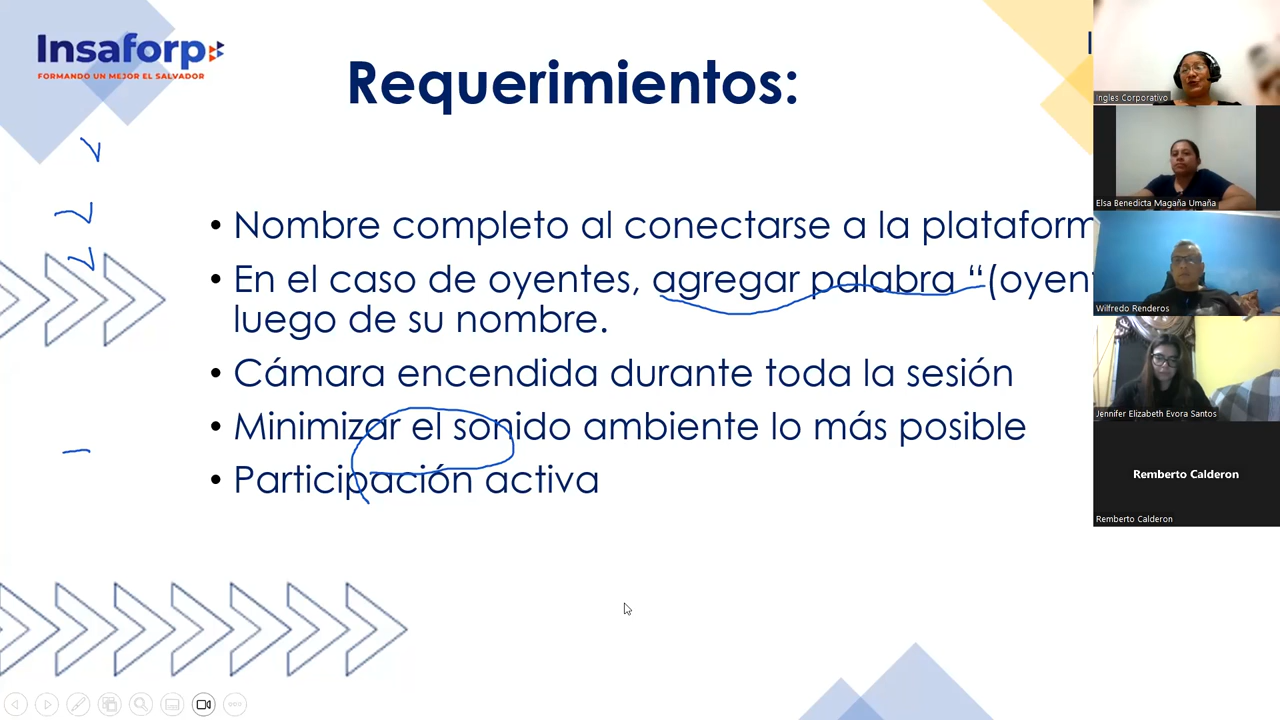 Insaforp
FORMANDO UN MEJOR EL SALVADOR
Requerimientos:
• Nombre completo al conectarse a la plataform
• En el caso de oyentes, agregar palabra “(oyen
luego de su nombre.
• Cámara encendida durante toda la sesión
• Minimizar el sonido ambiente lo más posible
• Participación activa
Ingles Corporativo
Elsa Benedicta Magaña Umaña
Wilfredo Renderos
Jennifer Elizabeth Evora Santos
Remberto Calderon
Remberto Calderon